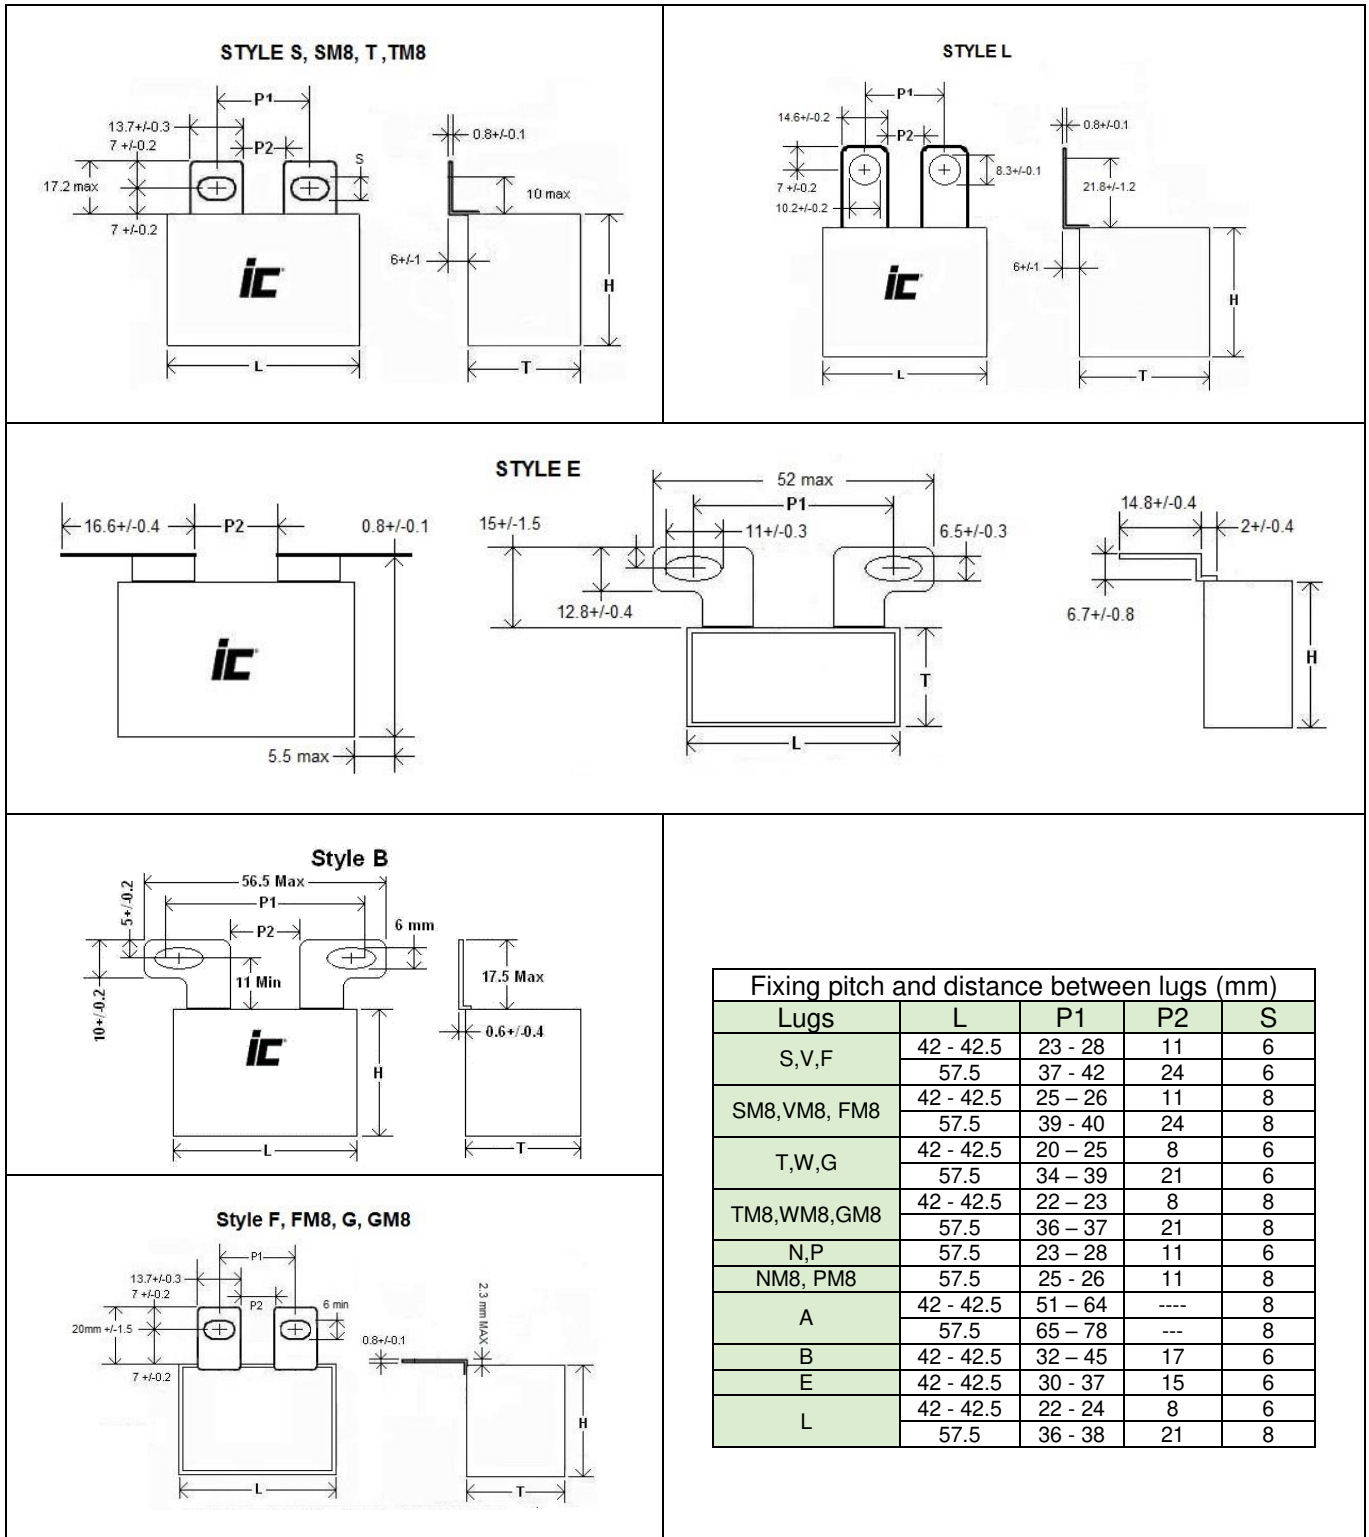 STYLE S, SM8, T ,TM8
P1
13.7+/-0.3
7 +/-0.2
P2
S
0.8+/-0.1
17.2 max
10 max
7 +/-0.2
6+/-1
ic
H
L
T
STYLE L
P1
14.6+/-0.2
P2
0.8+/-0.1
8.3+/-0.1
7 +/-0.2
21.8+/-1.2
10.2+/-0.2
6+/-1
ic
H
L
T
STYLE E
52 max
16.6+/-0.4
P2
0.8+/-0.1
15+/-1.5
P1
11+/-0.3
6.5+/-0.3
14.8+/-0.4
2+/-0.4
12.8+/-0.4
6.7+/-0.8
ic
T
H
L
5.5 max
Style B
56.5 Max
5+/-0.2
P1
P2
6 mm
11 Min
17.5 Max
10+/-0.2
0.6+/-0.4
ic
H
L
T
Style F, FM8, G, GM8
P1
13.7+/-0.3
7 +/-0.2
P2
6 min
2.3 mm MAX
20mm +/-1.5
0.8+/-0.1
7 +/-0.2
H
L
T
Fixing pitch and distance between lugs (mm)
Lugs L P1 P2 S
S,V,F 42 - 42.5 23 - 28 11 6
57.5 37 - 42 24 6
SM8,VM8, FM8 42 - 42.5 25 – 26 11 8
57.5 39 - 40 24 8
T,W,G 42 - 42.5 20 – 25 8 6
57.5 34 – 39 21 6
TM8,WM8,GM8 42 - 42.5 22 – 23 8 8
57.5 36 – 37 21 8
N,P 57.5 23 – 28 11 6
NM8, PM8 57.5 25 - 26 11 8
A 42 - 42.5 51 – 64 ---- 8
57.5 65 – 78 --- 8
B 42 - 42.5 32 – 45 17 6
E 42 - 42.5 30 - 37 15 6
L 42 - 42.5 22 - 24 8 6
57.5 36 - 38 21 8